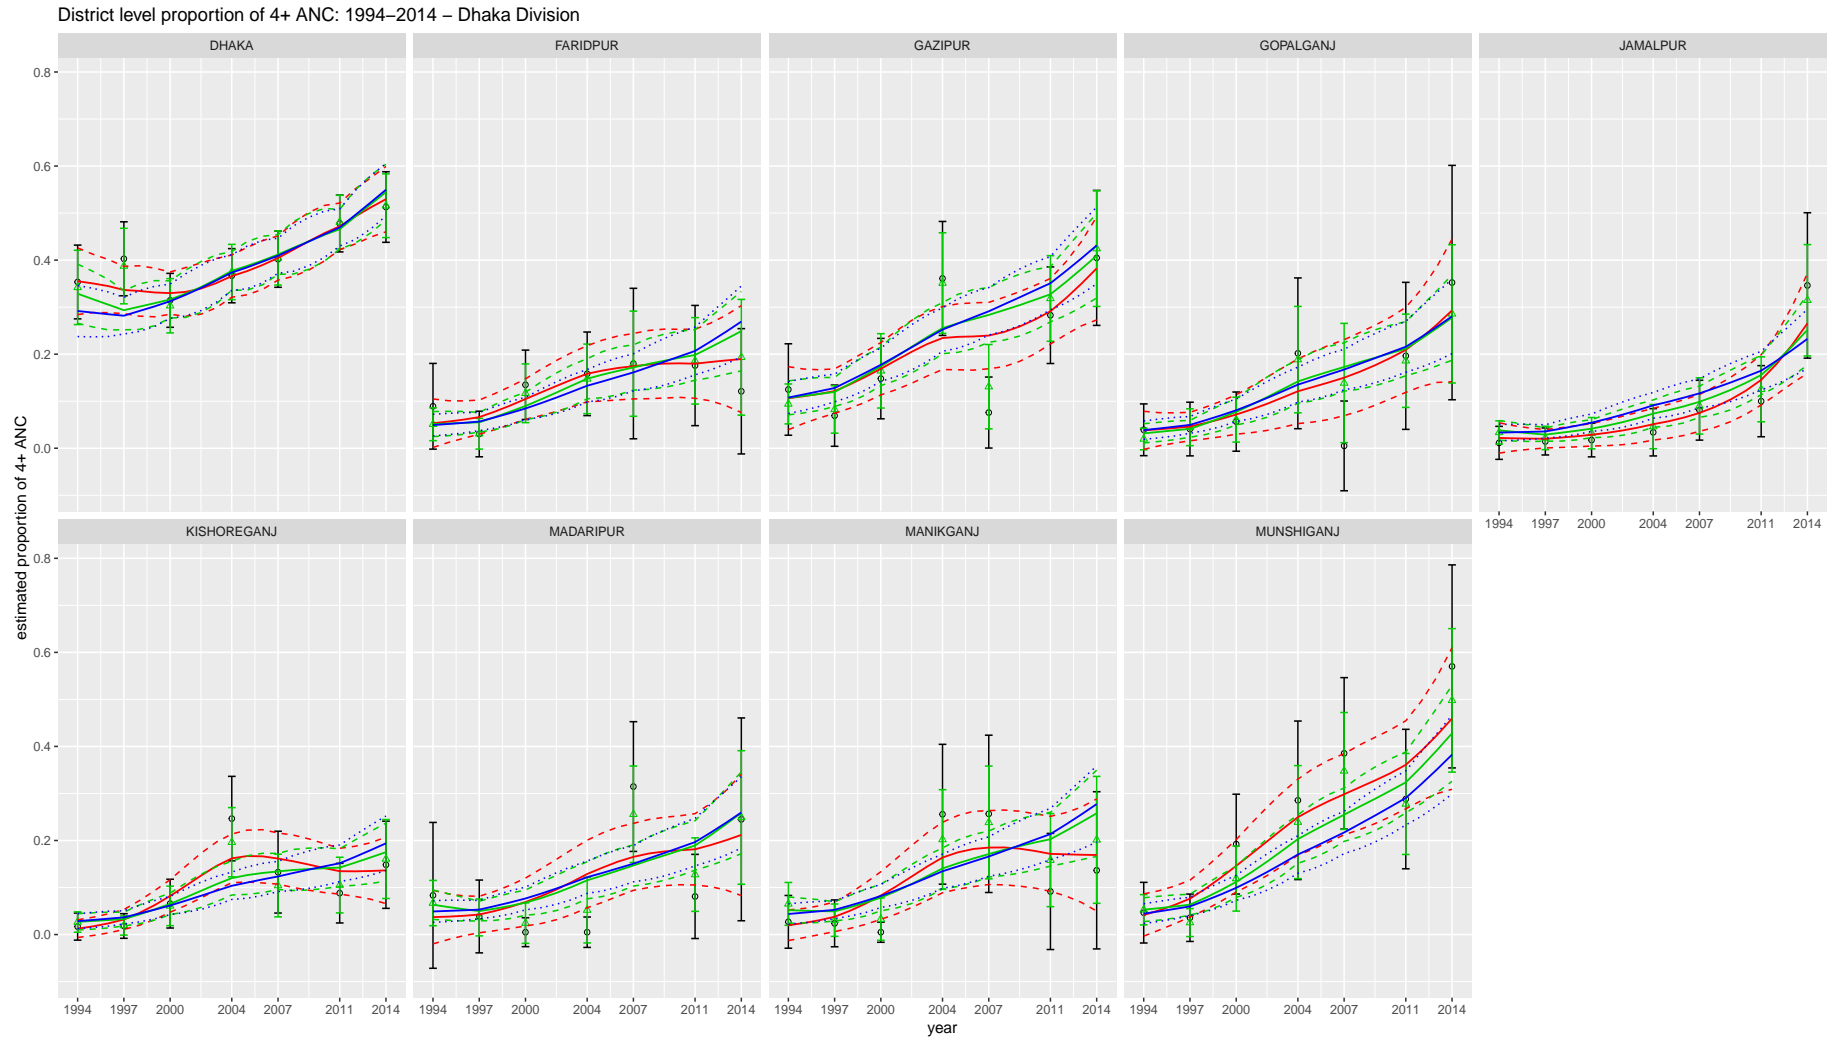 District level proportion of 4+ ANC: 1994–2014 – Dhaka Division
DHAKA FARIDPUR GAZIPUR GOPALGANJ JAMALPUR
0.8
0.6
0.4
0.2
0.0
1994 1997 2000 2004 2007 2011 2014
KISHOREGANJ MADARIPUR MANIKGANJ MUNSHIGANJ
0.8
0.6
0.4
0.2
0.0
1994 1997 2000 2004 2007 2011 2014 1994 1997 2000 2004 2007 2011 2014 1994 1997 2000 2004 2007 2011 2014 1994 1997 2000 2004 2007 2011 2014
year
estimated proportion of 4+ ANC